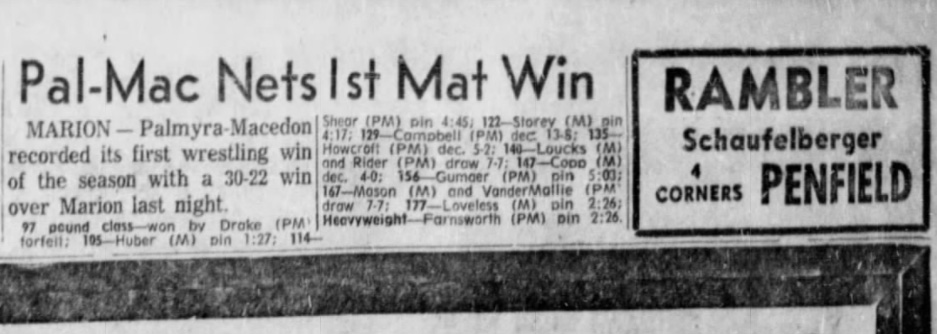 Pal-Mac Nets 1st Mat Win
MARION — Palmyra-Macedon
recorded its first wrestling win
of the season with a 30-22 win
over Marion last night.
97 pound class—won by Drake (PM)
forfeit; 105—Huber (M) pin 1:27; 114—
Shear (PM) pin 4:45; 122—Storey (M) pin
4:17; 129—Campbell (PM) dec. 13-8; 135—
Howcroft (PM) dec. 5-2; 140—Loucks (M)
and Rider (PM) draw 7-7; 147—Copp (M)
dec. 4-0; 156—Gumaer (PM) pin 5:03;
167—Mason (M) and VanderMallie (PM)
draw 7-7; 177—Loveless (M) pin 2:26;
Heavyweight—Farnsworth (PM) pin 2:26.
RAMBLER
Schaufelberger
4
CORNERS PENFIELD